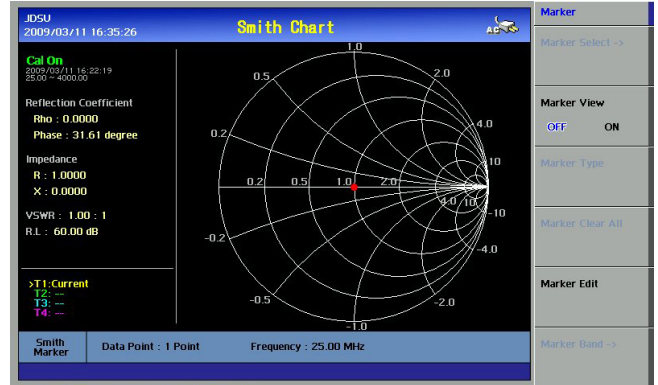 JDSU
2009/03/11 16:35:26
Smith Chart
AC
Cal On
2009/03/11 16:22:19
25.00 ~ 4000.00
Reflection Coefficient
Rho : 0.0000
Phase : 31.61 degree
Impedance
R : 1.0000
X : 0.0000
VSWR : 1.00 : 1
R.L : 60.00 dB
>T1:Current
T2: --
T3: --
T4: --
1.0
0.5
2.0
0.2
4.0
10
0.2
0.5
1.0
2.0
4.0
10
-10
-0.2
-4.0
-0.5
-2.0
-1.0
Smith
Marker
Data Point : 1 Point
Frequency : 25.00 MHz
Marker
Marker Select ->
Marker View
OFF ON
Marker Type
Marker Clear All
Marker Edit
Marker Band ->